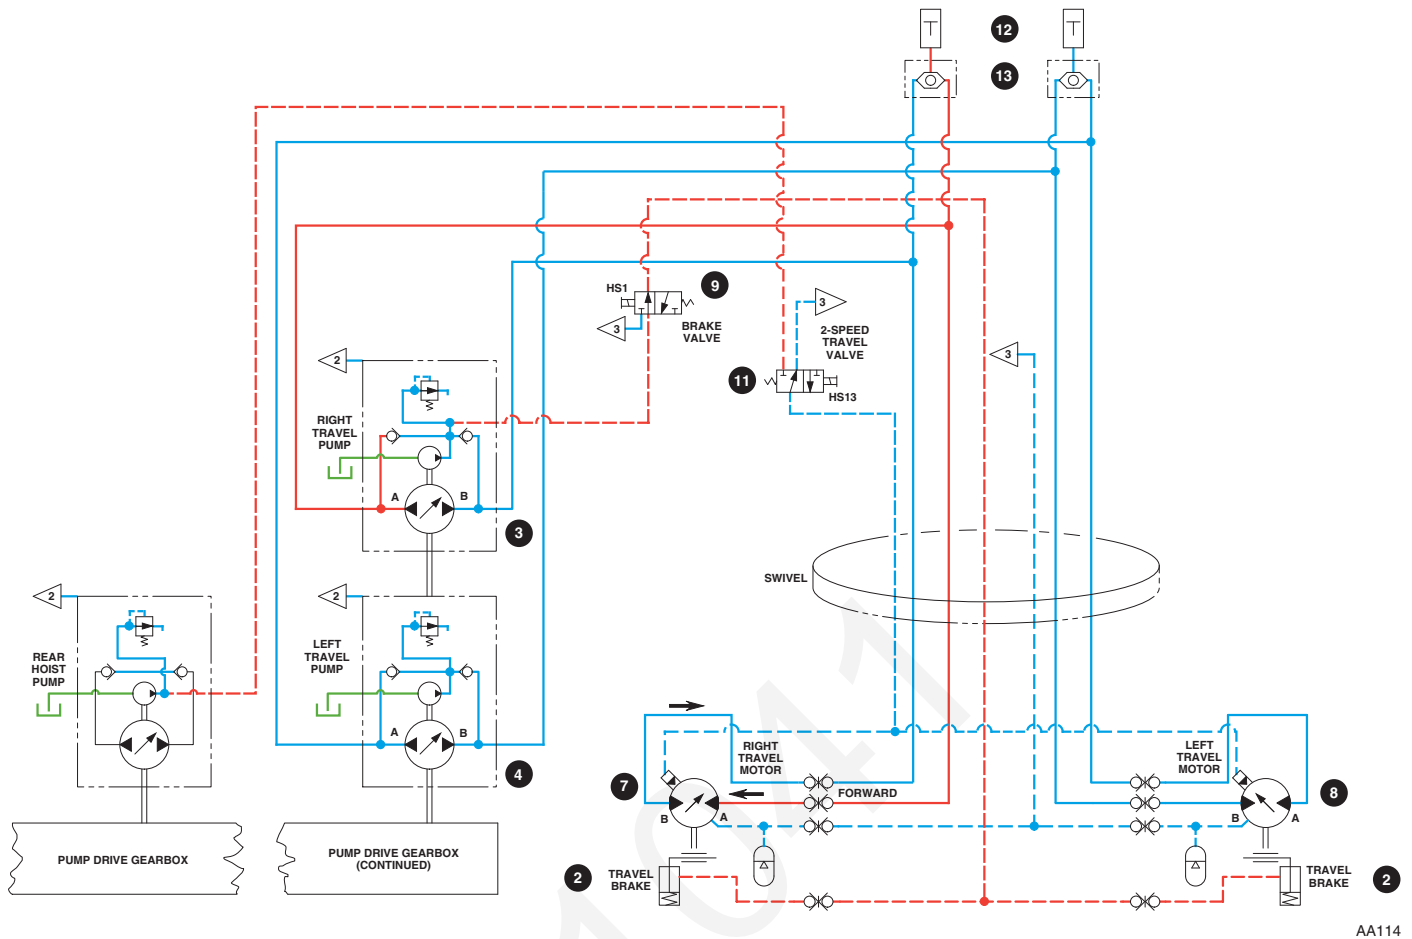 12
13
HS1
9
3
BRAKE
VALVE
3
2-SPEED
TRAVEL
VALVE
11
HS13
3
2
RIGHT
TRAVEL
PUMP
A
B
3
SWIVEL
2
REAR
HOIST
PUMP
2
LEFT
TRAVEL
PUMP
A
B
4
RIGHT
TRAVEL
MOTOR
LEFT
TRAVEL
MOTOR
7
FORWARD
8
B
A
B
A
PUMP DRIVE GEARBOX
PUMP DRIVE GEARBOX
(CONTINUED)
2
TRAVEL
BRAKE
TRAVEL
BRAKE
2
1041
AA114